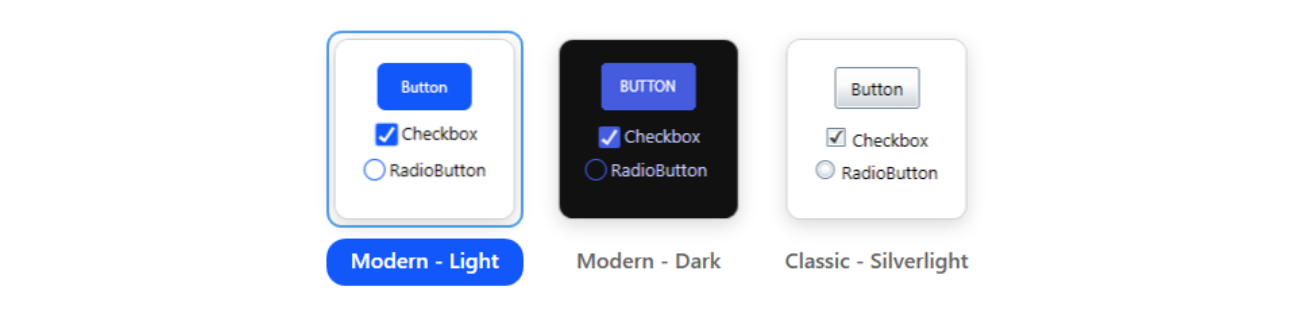 Button
Checkbox
RadioButton
Modern - Light
BUTTON
Checkbox
RadioButton
Modern - Dark
Button
Checkbox
RadioButton
Classic - Silverlight